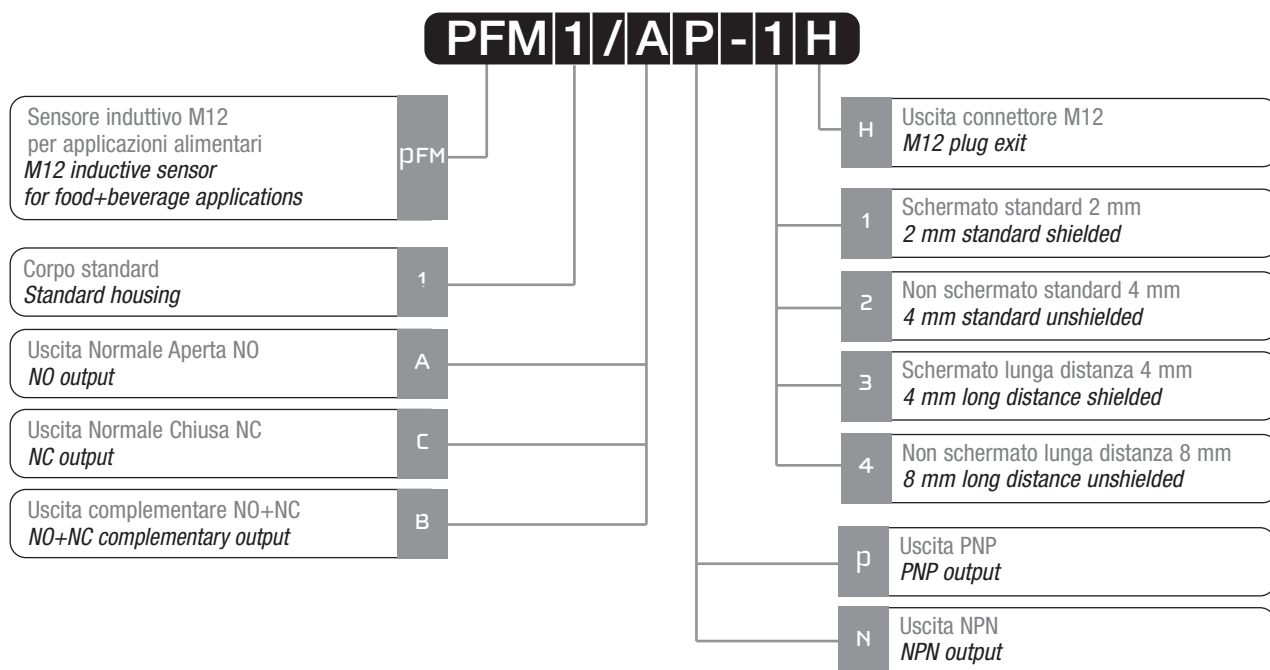 PFM1/AP-1H
Sensore induttivo M12
per applicazioni alimentari
M12 inductive sensor
for food+beverage applications
pFM
Corpo standard
Standard housing
1
Uscita Normale Aperta NO
NO output
A
Uscita Normale Chiusa NC
NC output
C
Uscita complementare NO+NC
NO+NC complementary output
B
H
Uscita connettore M12
M12 plug exit
1
Schermato standard 2 mm
2 mm standard shielded
2
Non schermato standard 4 mm
4 mm standard unshielded
3
Schermato lunga distanza 4 mm
4 mm long distance shielded
4
Non schermato lunga distanza 8 mm
8 mm long distance unshielded
p
Uscita PNP
PNP output
N
Uscita NPN
NPN output